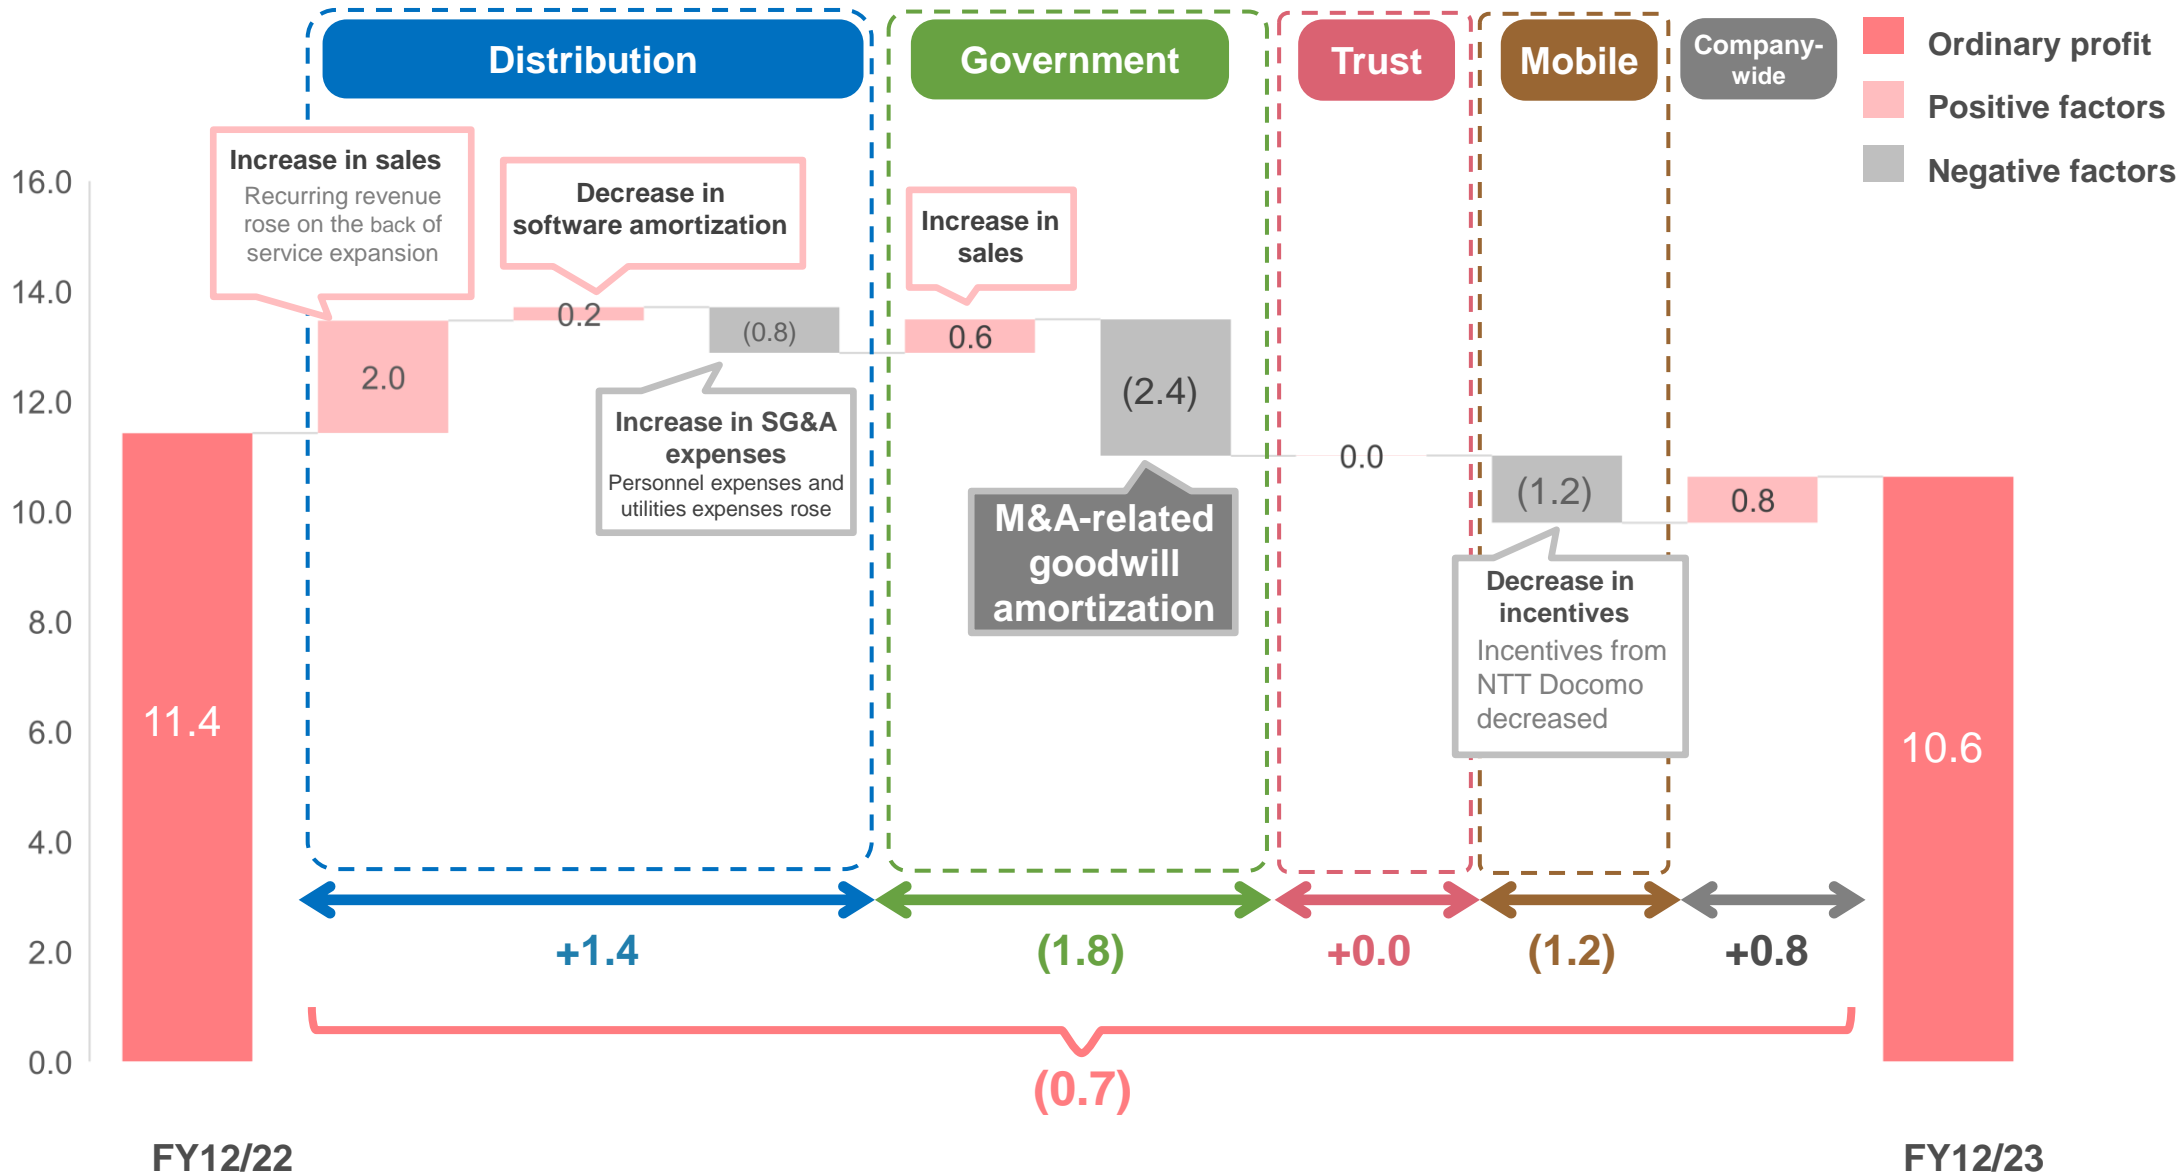 Distribution
Government
Trust
Mobile
Company-
wide
Ordinary profit
Positive factors
Negative factors
Increase in sales
Recurring revenue
rose on the back of
service expansion
Decrease in
software amortization
Increase in
sales
16.0
14.0
12.0
10.0
8.0
6.0
4.0
2.0
0.0
11.4
2.0
0.2
(0.8)
Increase in SG&A
expenses
Personnel expenses and
utilities expenses rose
0.6
(2.4)
M&A-related
goodwill
amortization
0.0
(1.2)
Decrease in
incentives
Incentives from
NTT Docomo
decreased
0.8
10.6
+1.4
(1.8)
+0.0
(1.2)
+0.8
(0.7)
FY12/22
FY12/23